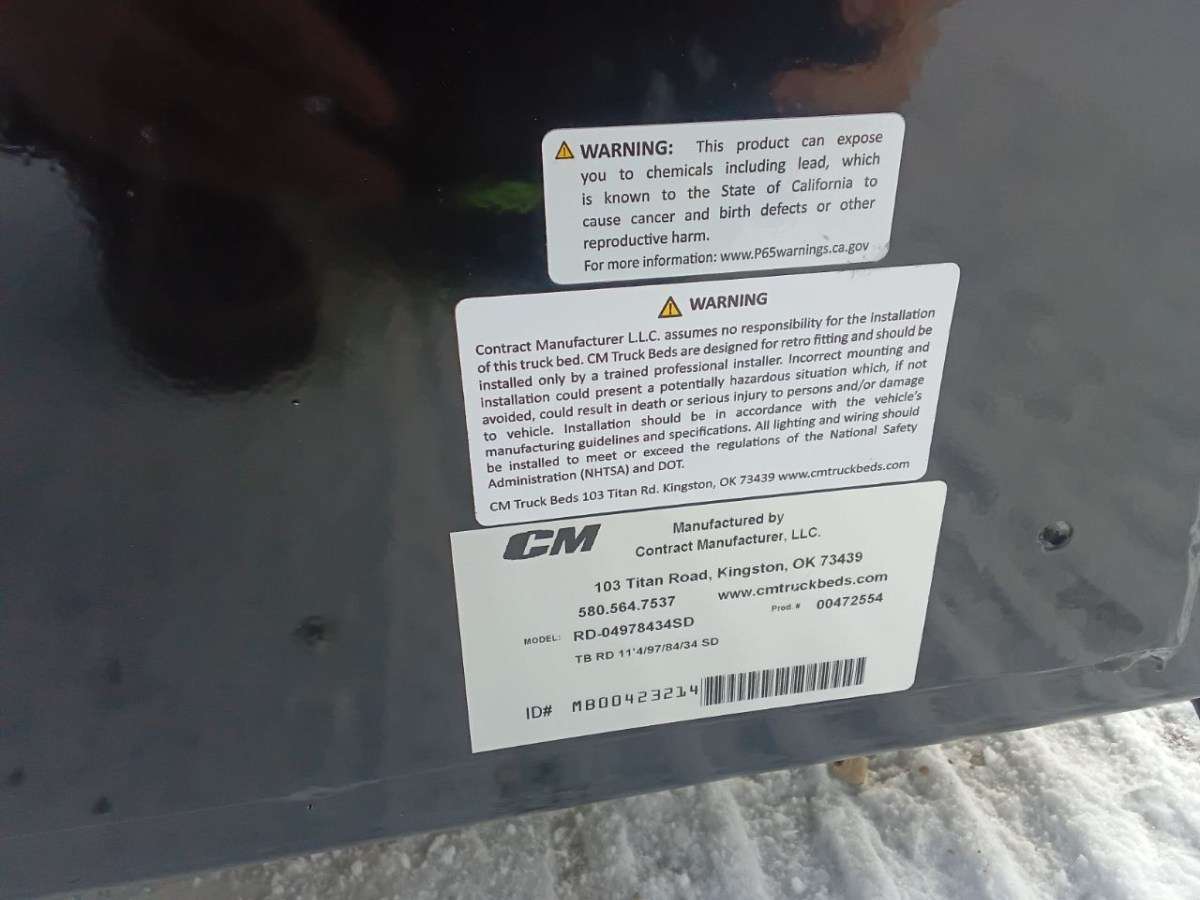 WARNING: This product can expose
you to chemicals including lead, which
is known to the State of California to
cause cancer and birth defects or other
reproductive harm.
For more information: www.P65warnings.ca.gov
WARNING
Contract Manufacturer L.L.C. assumes no responsibility for the installation
of this truck bed. CM Truck Beds are designed for retro fitting and should be
installed only by a trained professional installer. Incorrect mounting and
installation could present a potentially hazardous situation which, if not
avoided, could result in death or serious injury to persons and/or damage
to vehicle. Installation should be in accordance with the vehicle's
manufacturing guidelines and specifications. All lighting and wiring should
be installed to meet or exceed the regulations of the National Safety
Administration (NHTSA) and DOT.
CM Truck Beds 103 Titan Rd. Kingston, OK 73439 www.cmtruckbeds.com
CM
Manufactured by
Contract Manufacturer, LLC.
103 Titan Road, Kingston, OK 73439
580.564.7537 www.cmtruckbeds.com
MODEL: RD-04978434SD Prod. # 00472554
TB RD 11'4/97/84/34 SD
ID# MB00423214